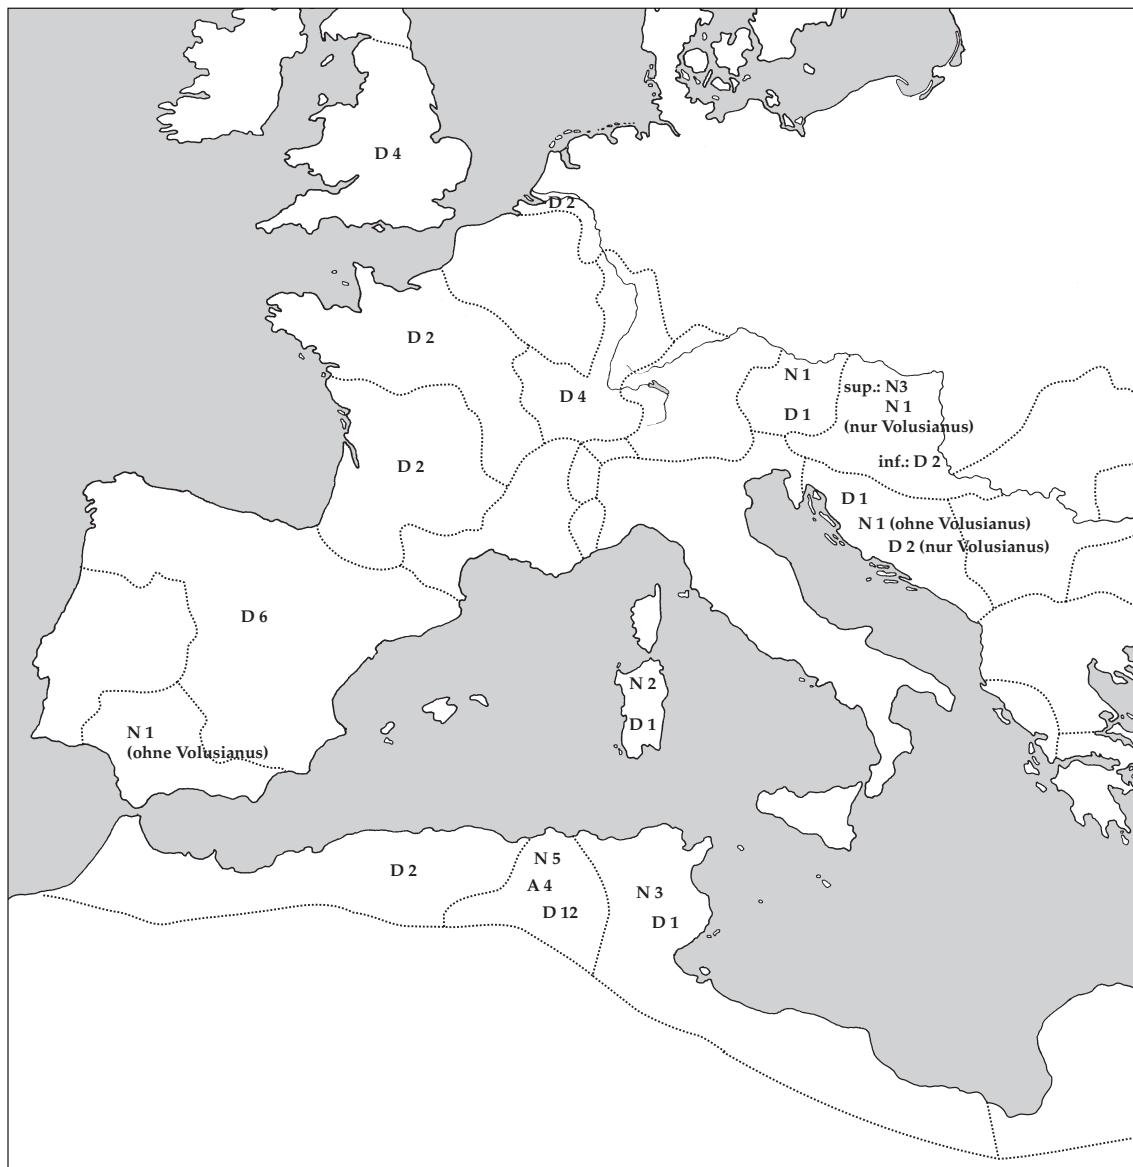 D 4
D 2
D 2
N 1
sup.: N3
D 4
N 1
D 1
(nur Volusianus)
D 2
inf.: D 2
D 1
N 1 (ohne Volusianus)
D 2 (nur Volusianus)
D 6
N 2
D 1
N 1
(ohne Volusianus)
N 5
D 2
A 4
N 3
D 12
D 1